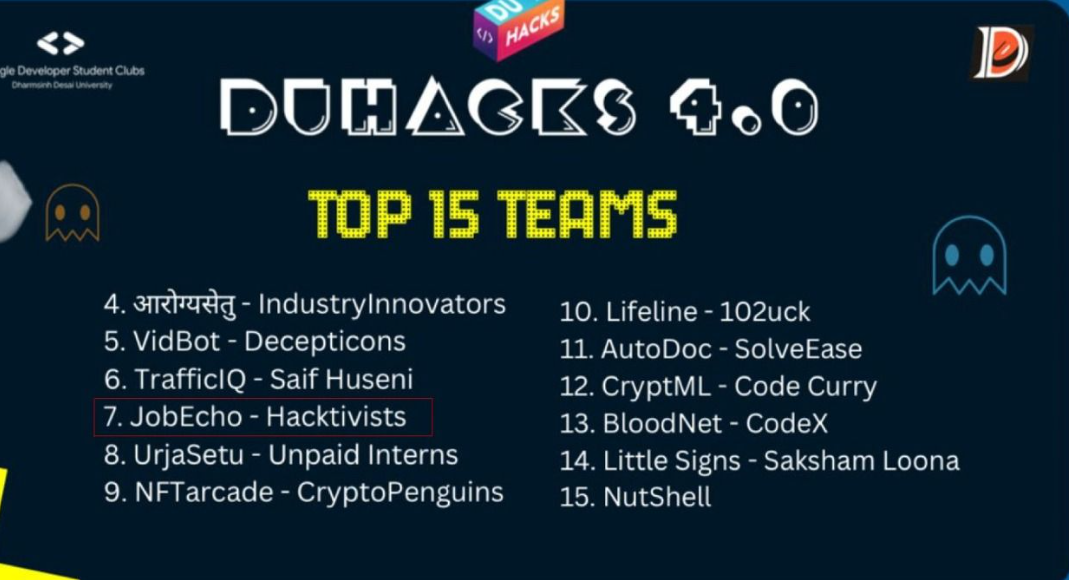 DU
</> HACKS
gle Developer Student Clubs
Dharmsinh Desai University
DUHACKS 4.0
TOP 15 TEAMS
4. आरोग्यसेतु - IndustryInnovators
5. VidBot - Decepticons
6. TrafficIQ - Saif Huseni
7. JobEcho - Hacktivists
8. UrjaSetu - Unpaid Interns
9. NFTarcade - CryptoPenguins
10. Lifeline - 102uck
11. AutoDoc - SolveEase
12. CryptML - Code Curry
13. BloodNet - CodeX
14. Little Signs - Saksham Loona
15. NutShell